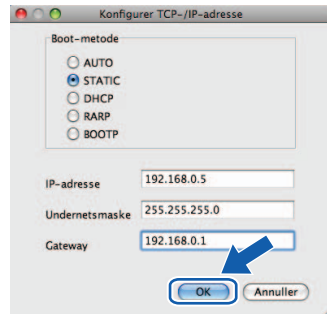 Konfigurer TCP-/IP-adresse
Boot-metode
AUTO
STATIC
DHCP
RARP
BOOTP
IP-adresse 192.168.0.5
Undernetsmaske 255.255.255.0
Gateway 192.168.0.1
OK Annuller